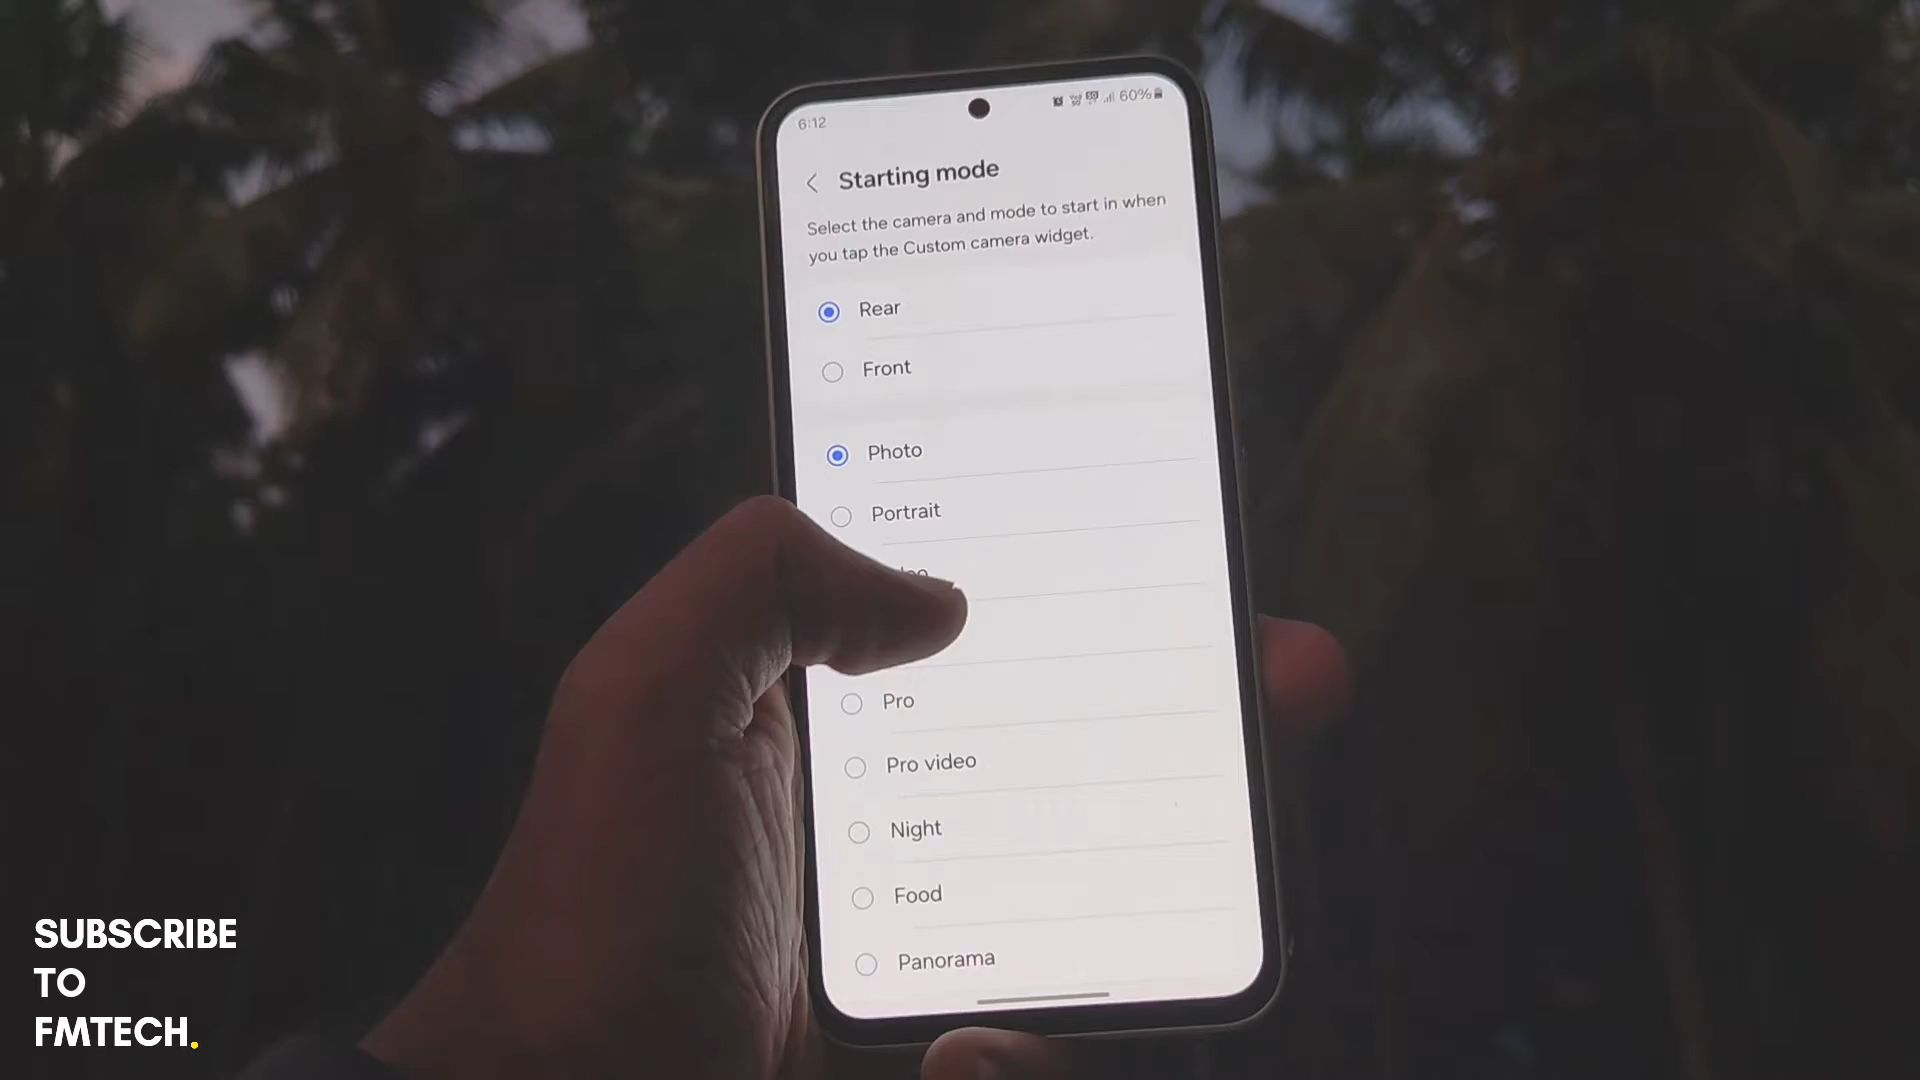 6:12
60%
Starting mode
Select the camera and mode to start in when
you tap the Custom camera widget.
Rear
Front
Photo
Portrait
Pro
Pro video
Night
Food
Panorama
SUBSCRIBE
TO
FMTECH.